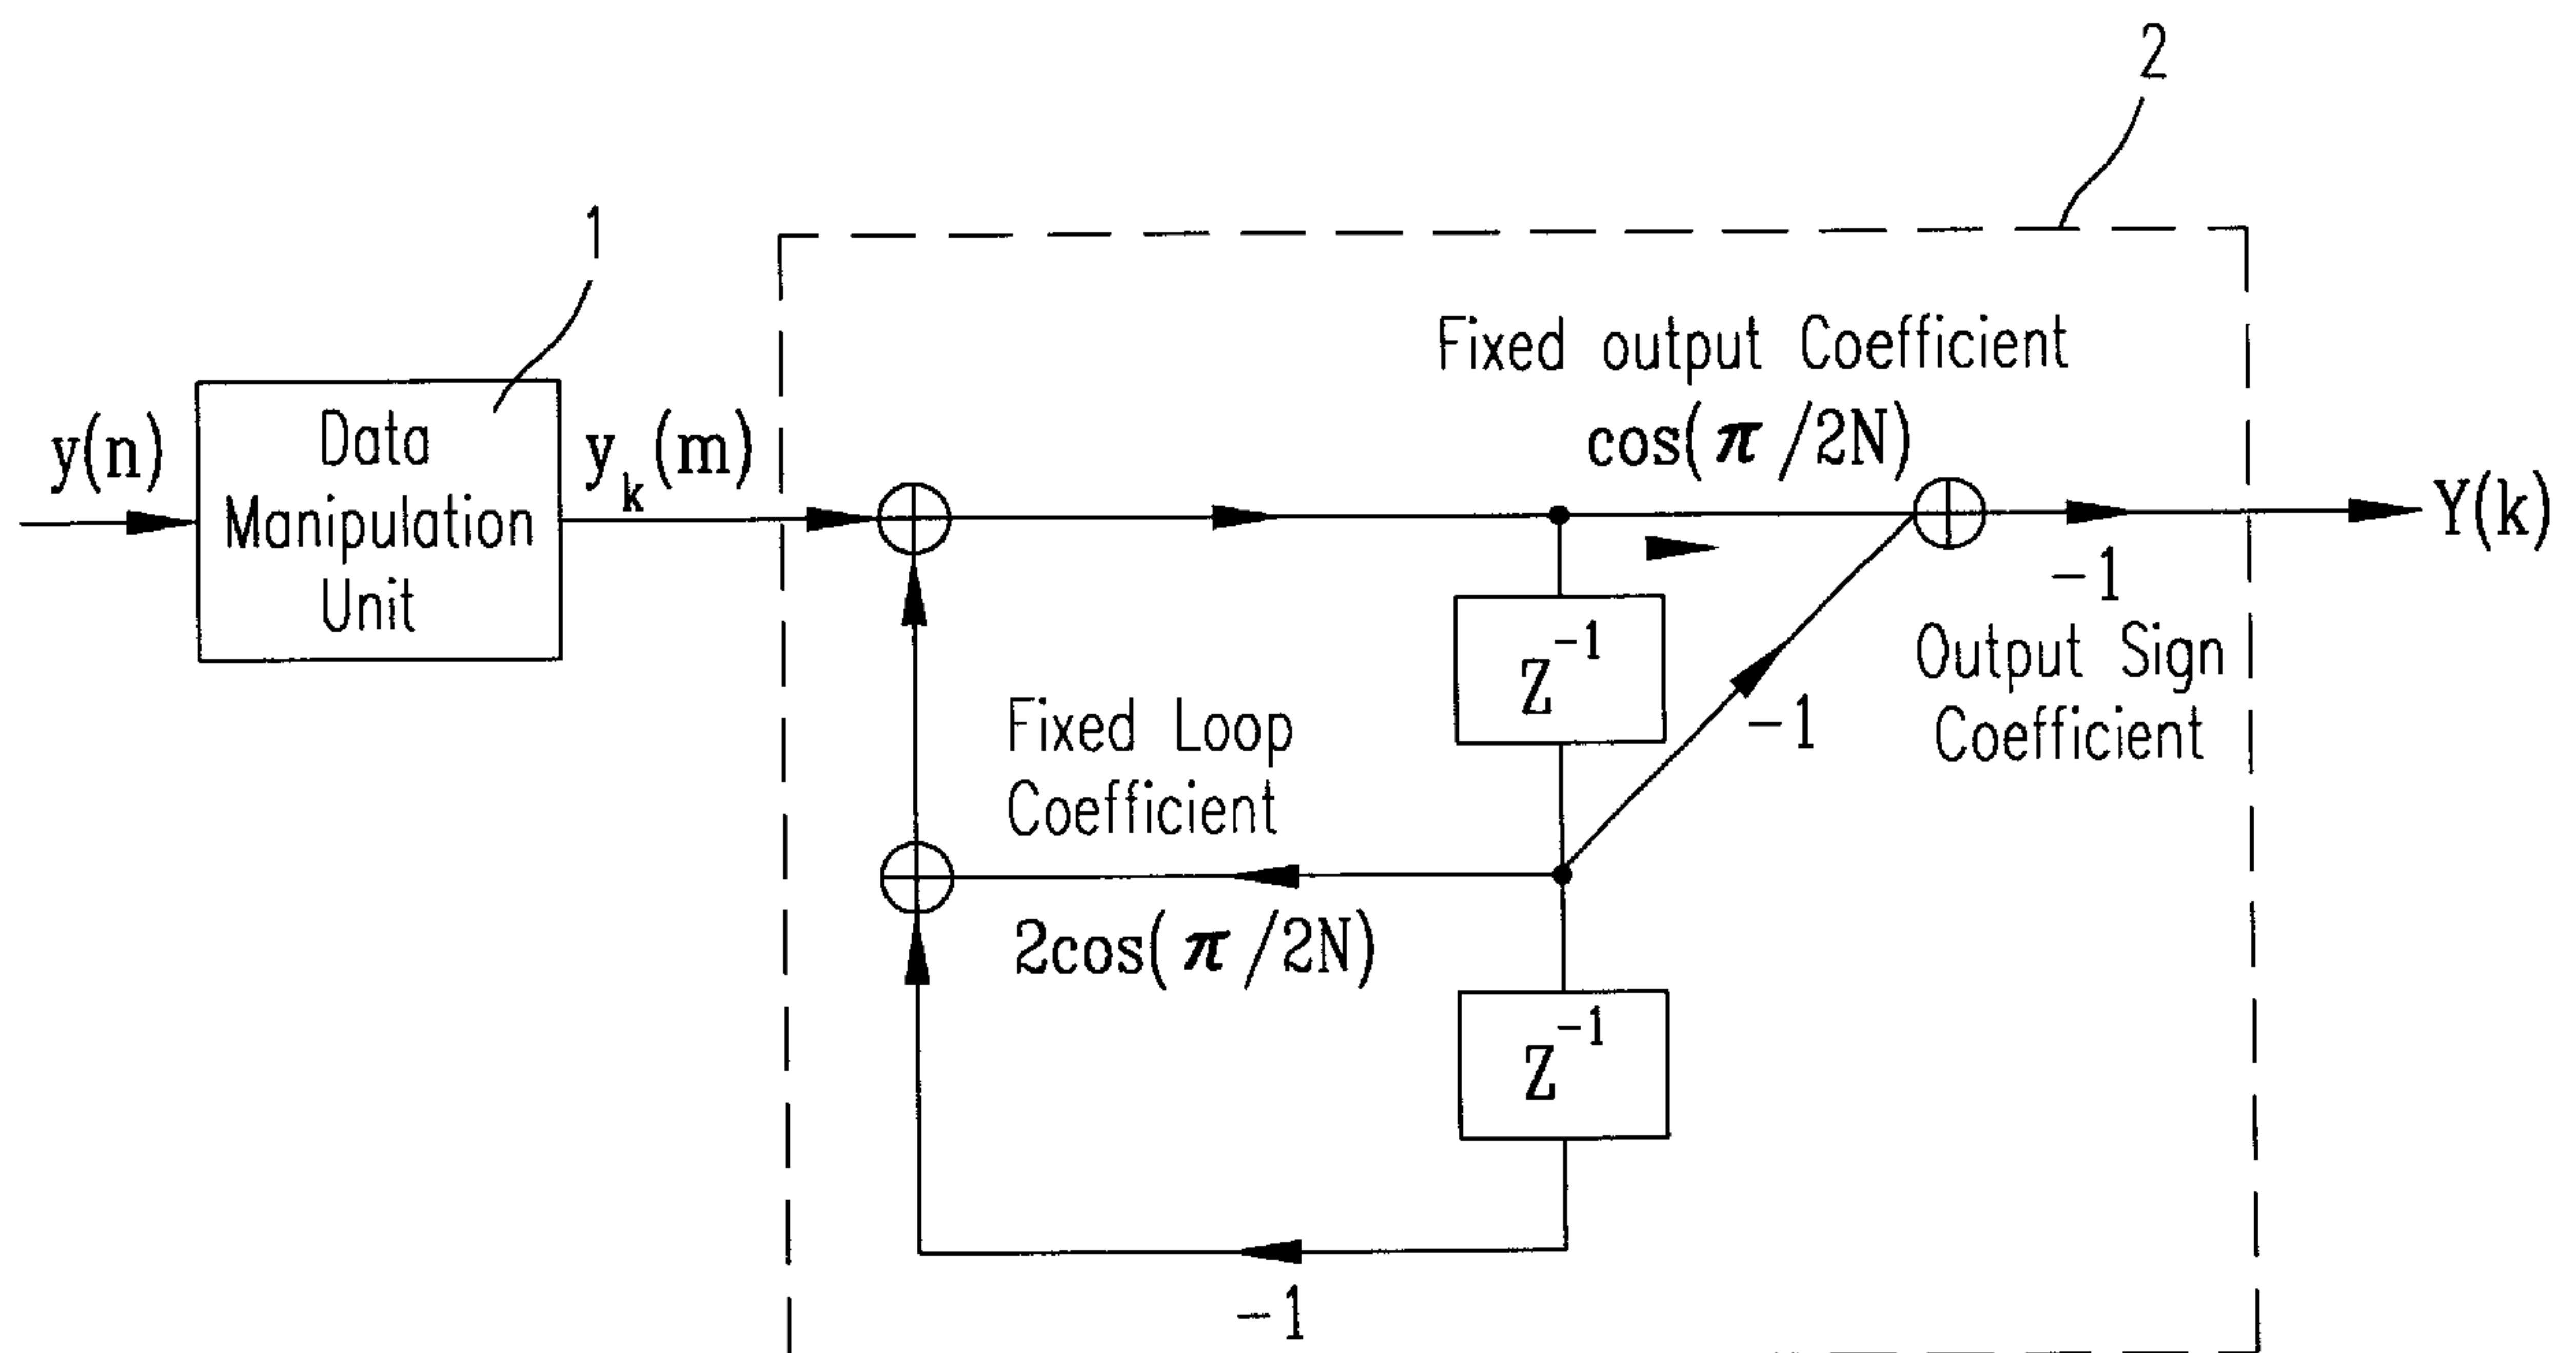 2
1
Fixed output Coefficient
cos(π/2N)
y(n)
Data
Manipulation
Unit
y_k(m)
Y(k)
-1
Output Sign
Coefficient
Z^-1
-1
Fixed Loop
Coefficient
2cos(π/2N)
Z^-1
-1